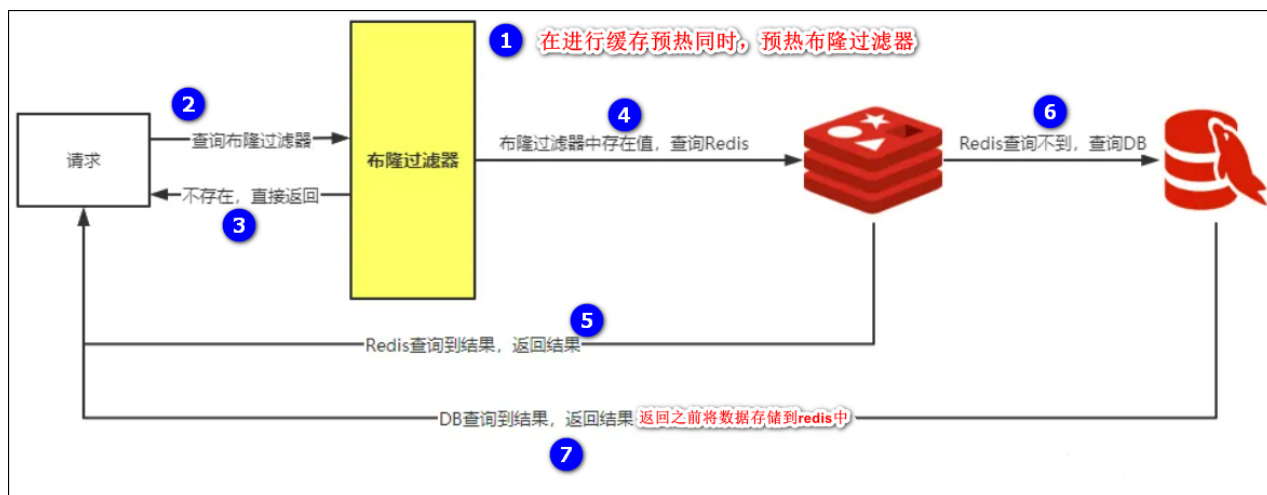 1 在进行缓存预热同时，预热布隆过滤器
2
查询布隆过滤器
请求
不存在，直接返回
3
布隆过滤器
4
布隆过滤器中存在值，查询Redis
6
Redis查询不到，查询DB
5
Redis查询到结果，返回结果
DB查询到结果，返回结果 返回之前将数据存储到redis中
7